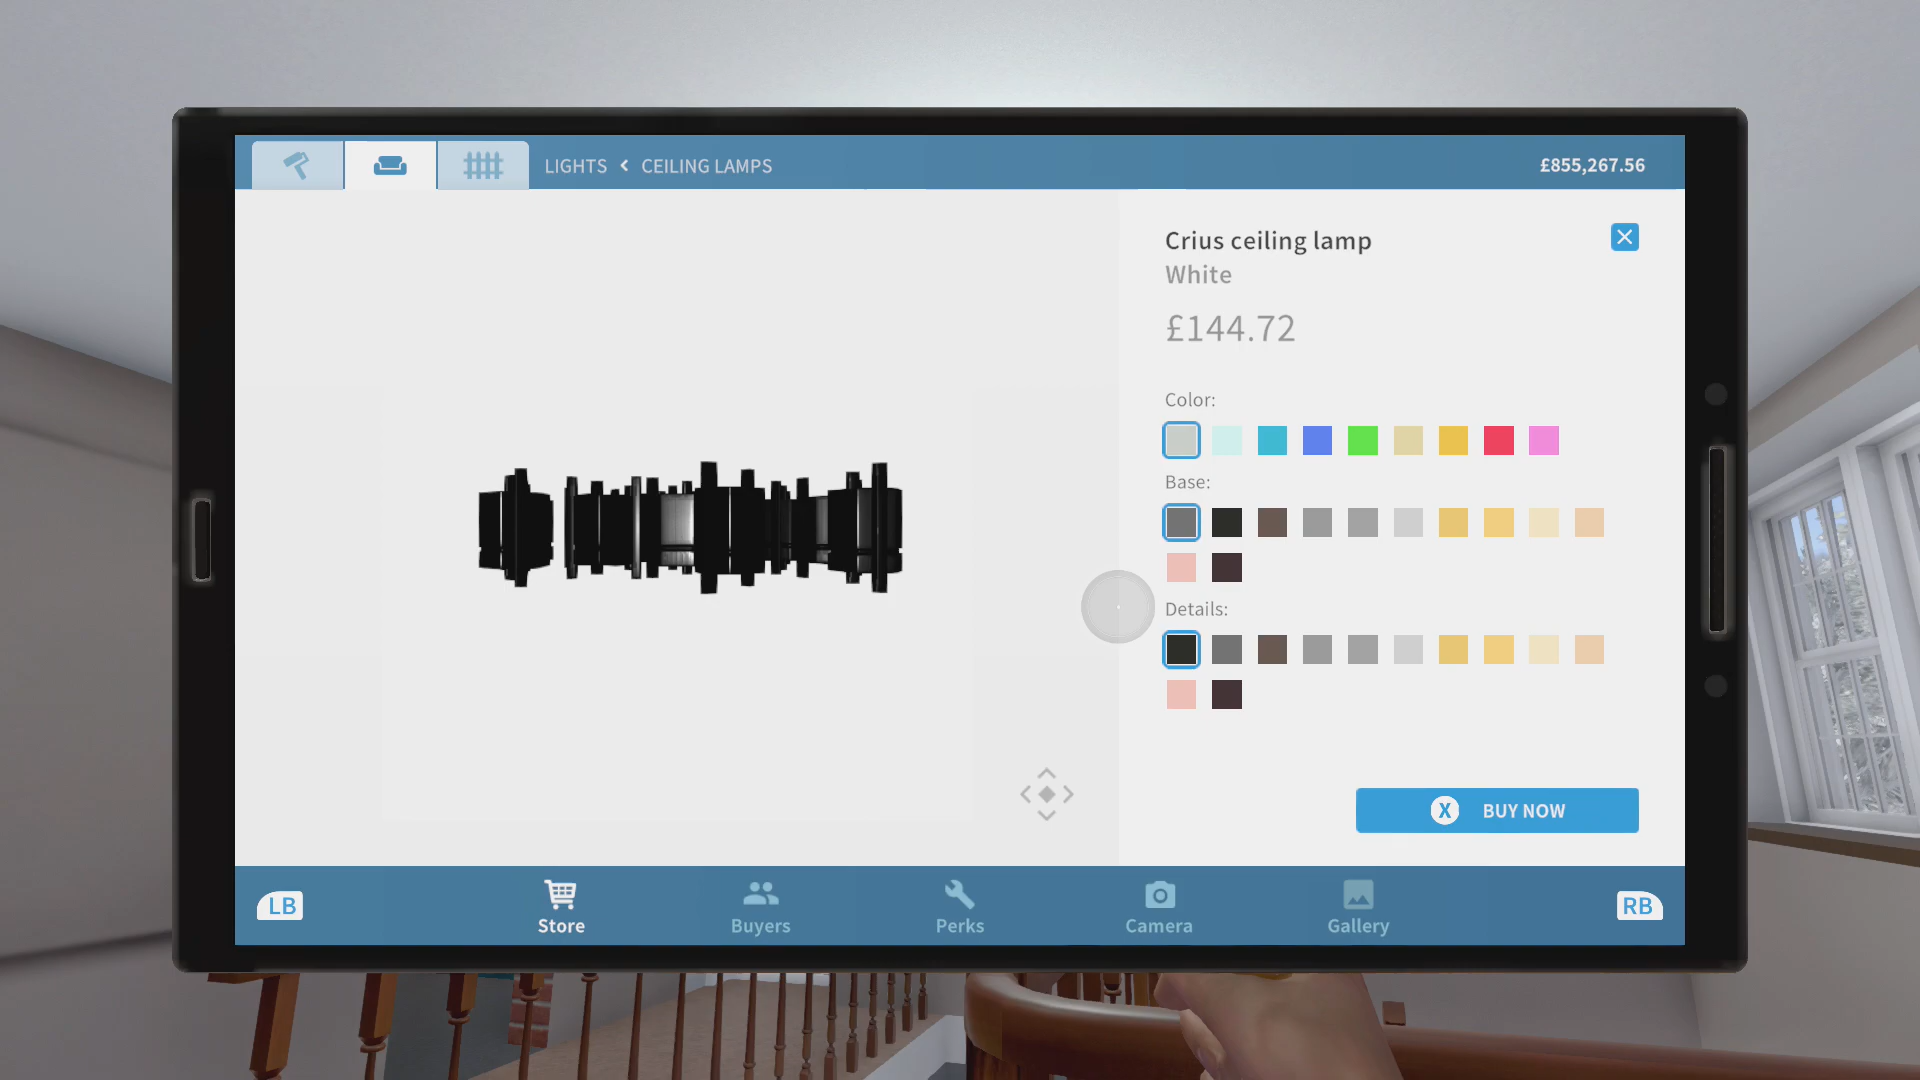 LIGHTS < CEILING LAMPS
£855,267.56
Crius ceiling lamp
White
£144.72
Color:
Base:
Details:
X BUY NOW
LB
Store
Buyers
Perks
Camera
Gallery
RB